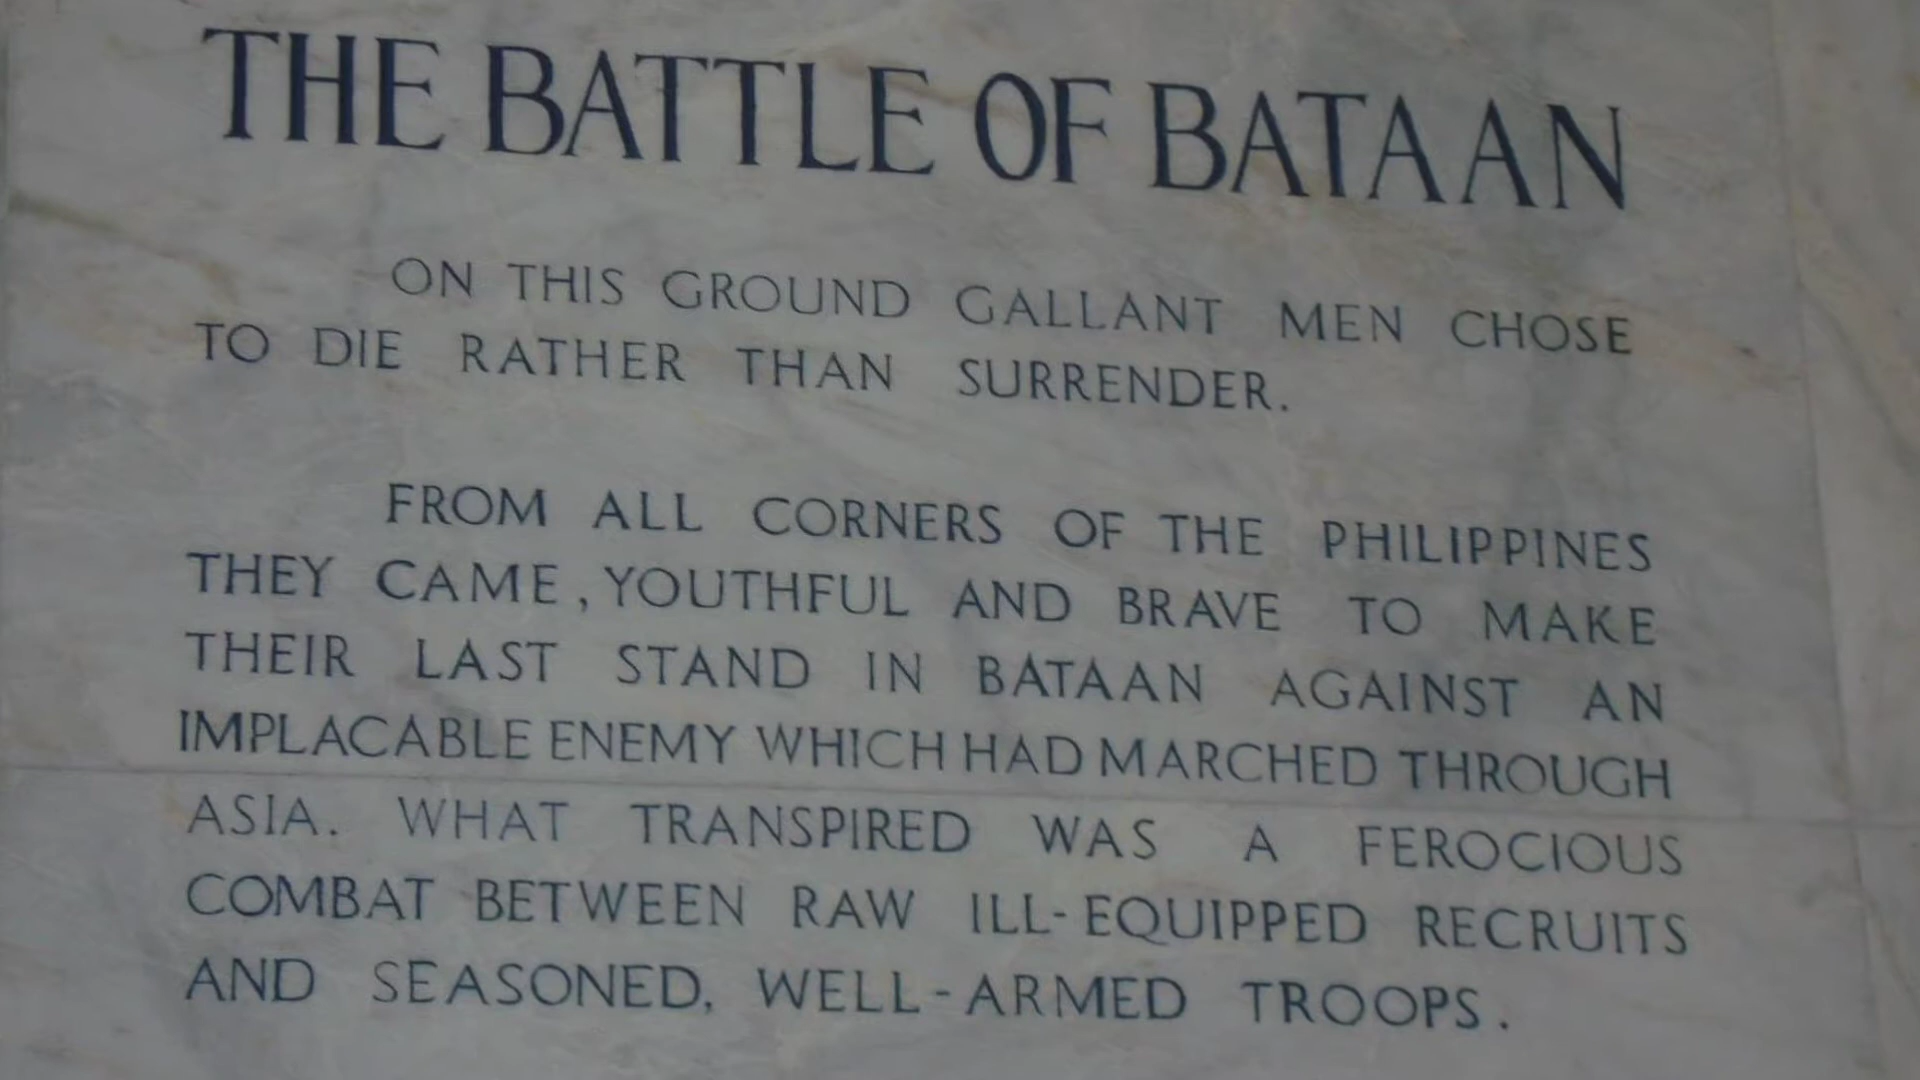 THE BATTLE OF BATAAN
ON THIS GROUND GALLANT MEN CHOSE
TO DIE RATHER THAN SURRENDER.
FROM ALL CORNERS OF THE PHILIPPINES
THEY CAME, YOUTHFUL AND BRAVE TO MAKE
THEIR LAST STAND IN BATAAN AGAINST AN
IMPLACABLE ENEMY WHICH HAD MARCHED THROUGH
ASIA. WHAT TRANSPIRED WAS A FEROCIOUS
COMBAT BETWEEN RAW ILL-EQUIPPED RECRUITS
AND SEASONED, WELL-ARMED TROOPS.